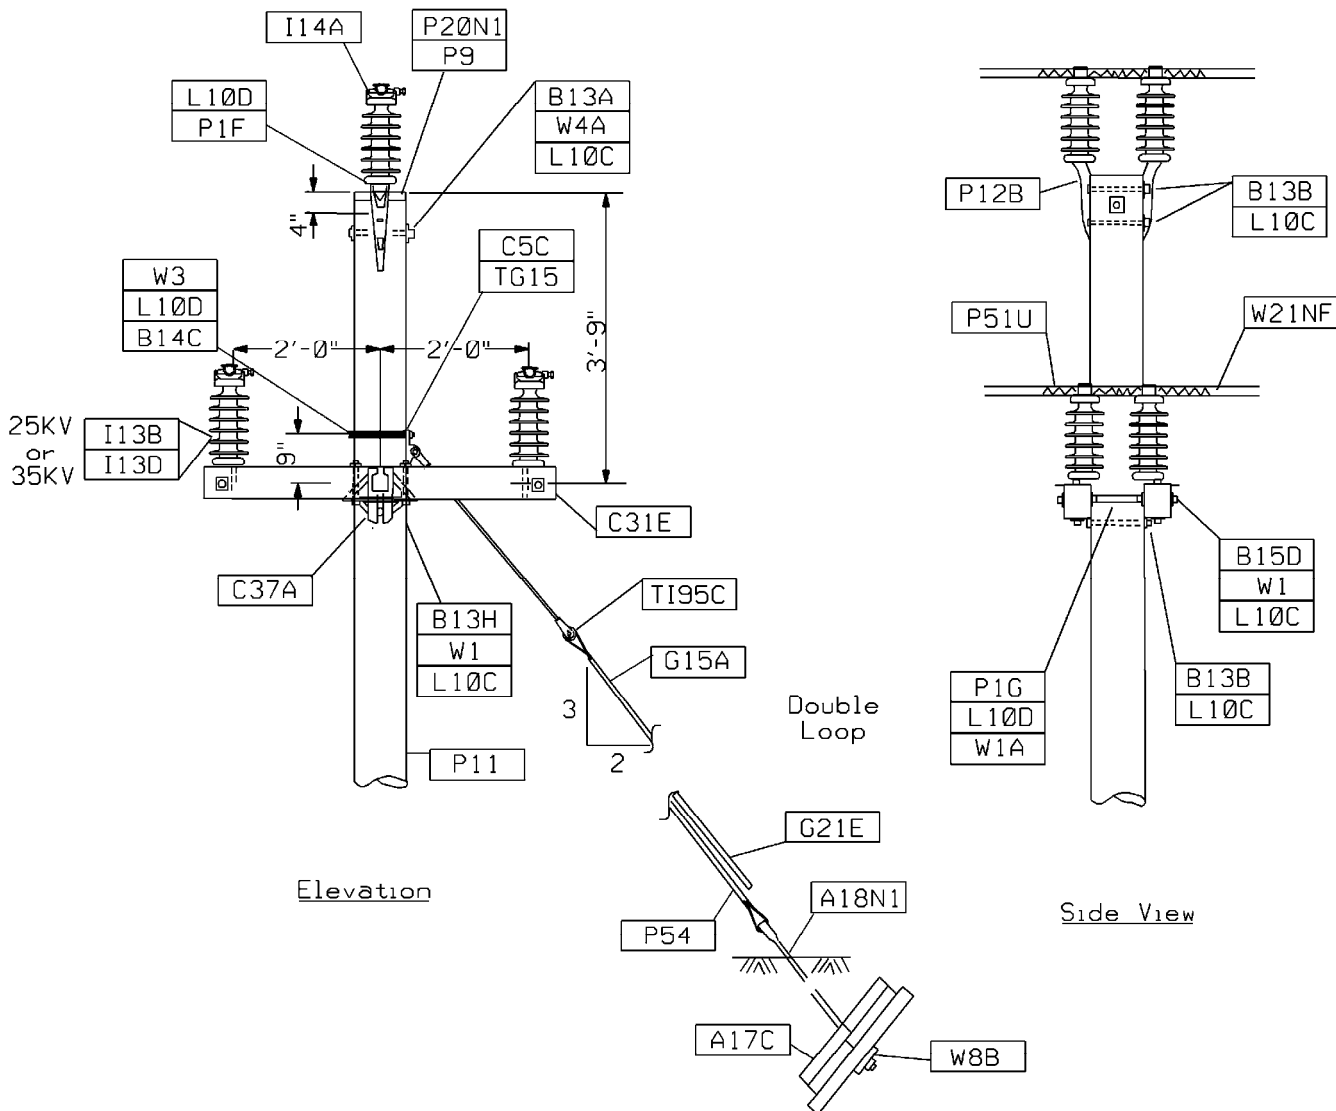 I14A
P20N1
P9
L10D
P1F
B13A
W4A
L10C
4"
P12B
B13B
L10C
W3
L10D
B14C
C5C
TG15
2'-0"
2'-0"
3'-9"
P51U
W21NF
25KV
or
35KV
I13B
I13D
9"
C31E
C37A
B13H
W1
L10C
TI95C
G15A
B15D
W1
L10C
3
2
P11
Double
Loop
P1G
L10D
W1A
B13B
L10C
G21E
Elevation
A18N1
P54
Side View
A17C
W8B